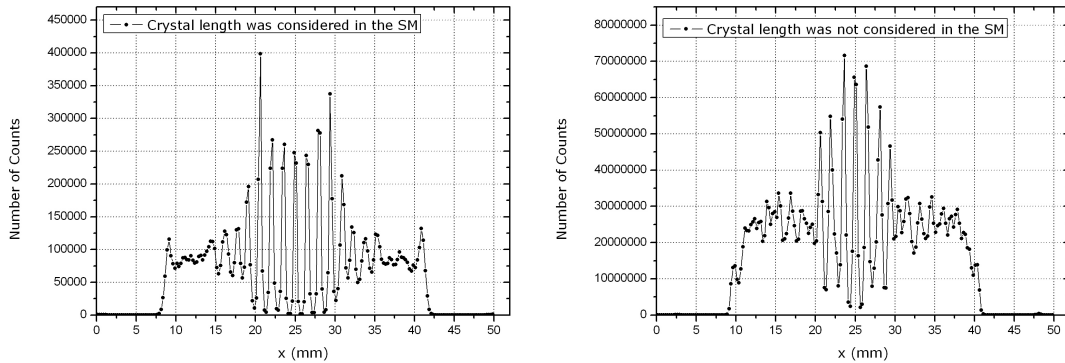 Crystal length was considered in the SM
450000
400000
350000
300000
250000
200000
150000
100000
50000
0
Number of Counts
0 5 10 15 20 25 30 35 40 45 50
x (mm)
Crystal length was not considered in the SM
80000000
70000000
60000000
50000000
40000000
30000000
20000000
10000000
0
Number of Counts
0 5 10 15 20 25 30 35 40 45 50
x (mm)